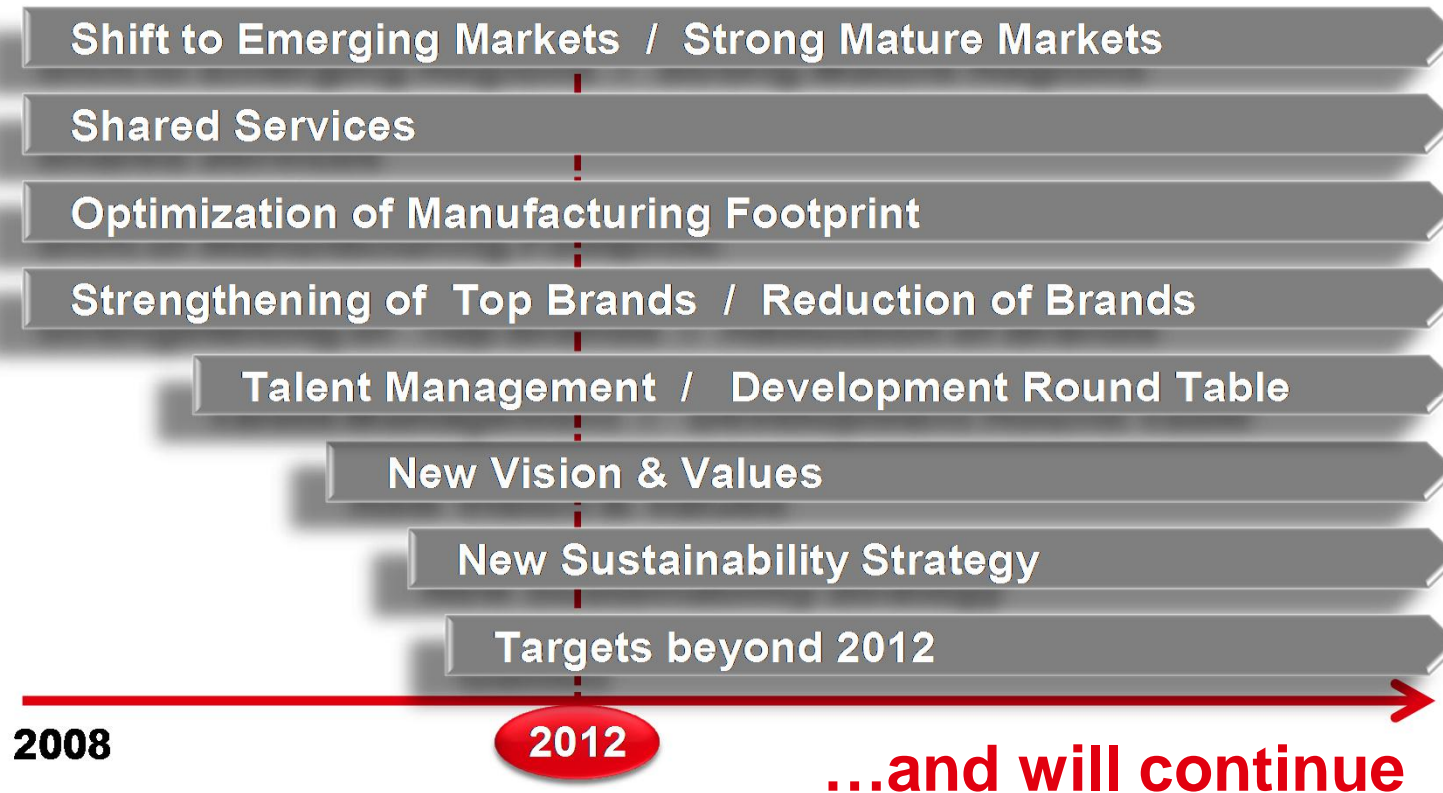 Shift to Emerging Markets / Strong Mature Markets
Shared Services
Optimization of Manufacturing Footprint
Strengthening of Top Brands / Reduction of Brands
Talent Management / Development Round Table
New Vision & Values
New Sustainability Strategy
Targets beyond 2012
2008
2012
...and will continue